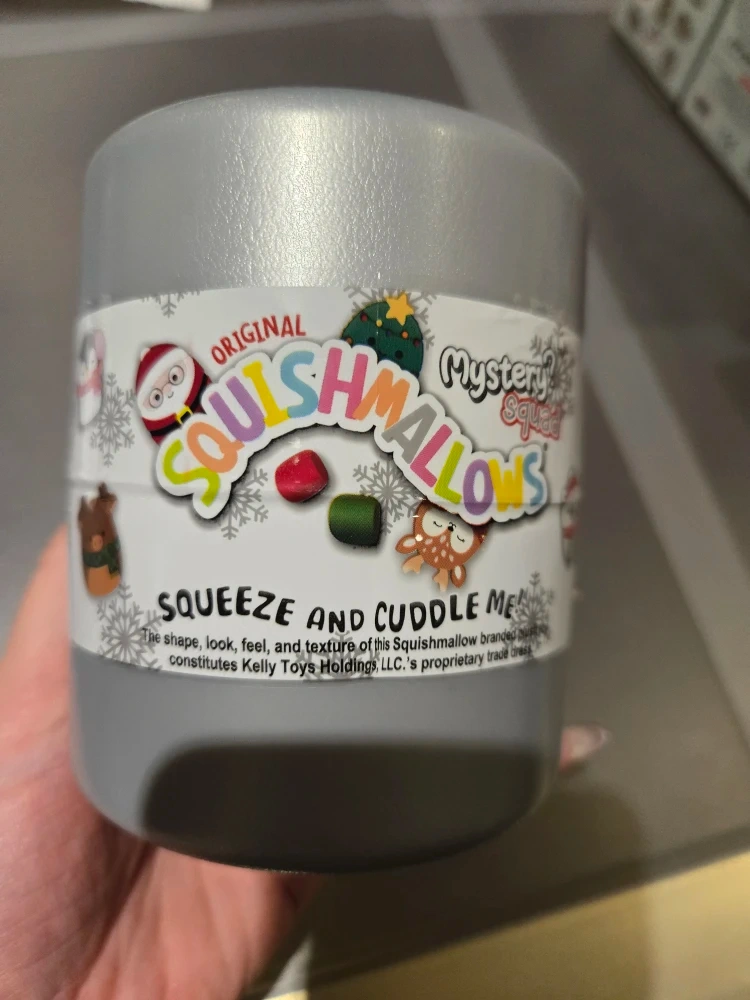 ORIGINAL
SQUISHMALLOWS
Mystery
Squad
SQUEEZE AND CUDDLE ME!
The shape, look, feel, and texture of this Squishmallow branded
constitutes Kelly Toys Holdings, LLC.'s proprietary trade dress.